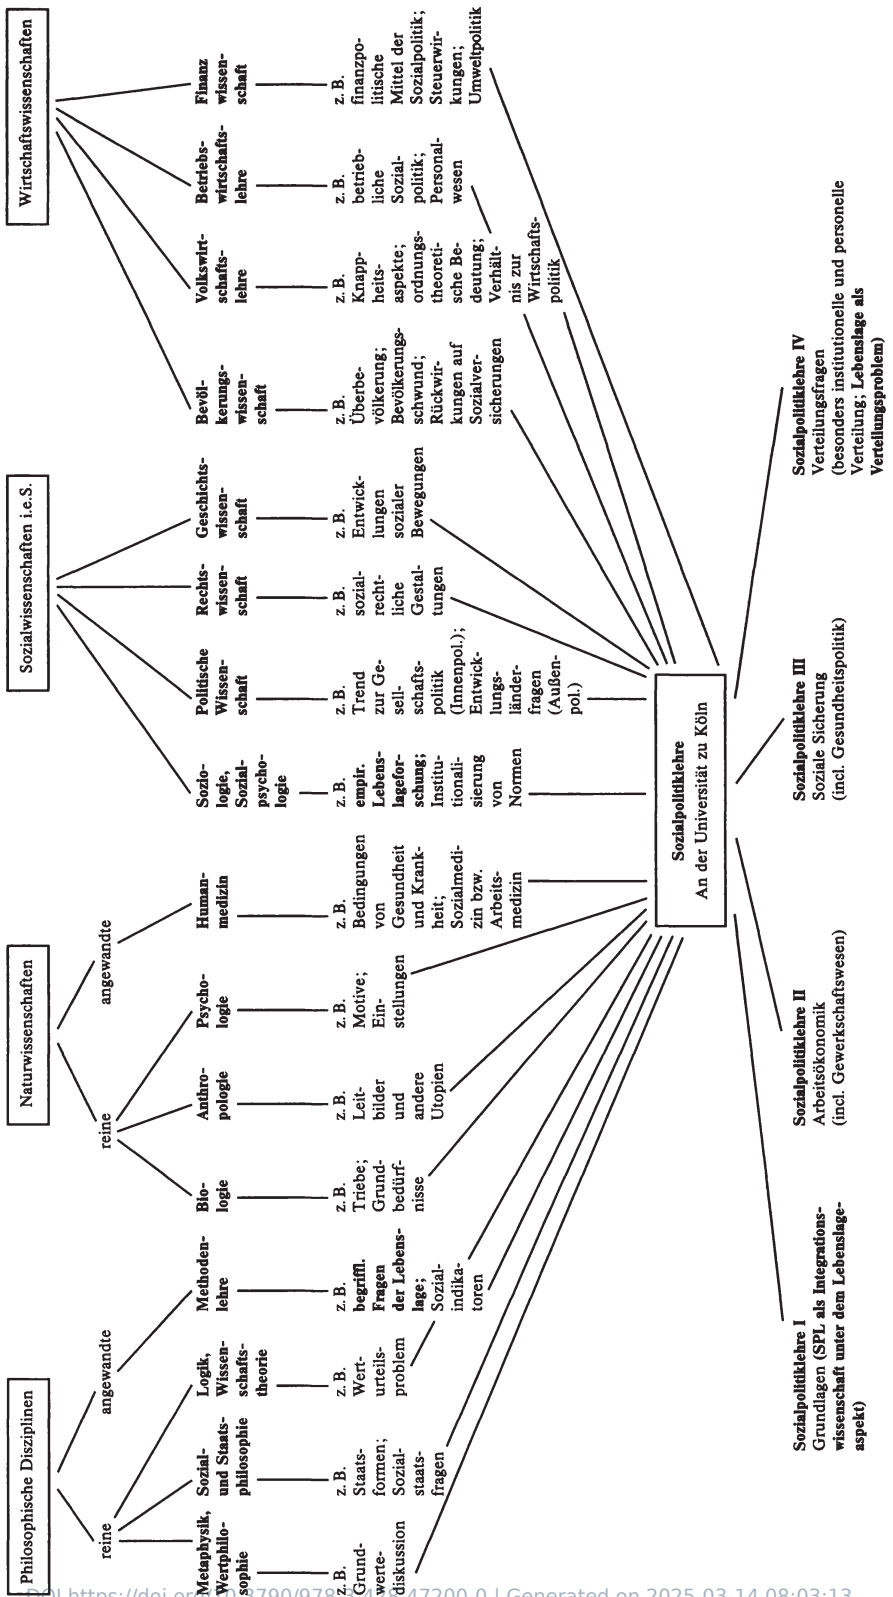 Philosophische Disziplinen
Naturwissenschaften
Sozialwissenschaften i.e.S.
Wirtschaftswissenschaften
reine
angewandte
reine
angewandte
Metaphysik,
Wertphilo-
sophie
Sozial-
und Staats-
philosophie
Logik,
Wissen-
schafts-
theorie
Methoden-
lehre
Bio-
logie
Anthro-
pologie
Psycho-
logie
Human-
medizin
Sozio-
logie,
Sozial-
psycho-
logie
Politische
Wissen-
schaft
Rechts-
wissen-
schaft
Geschichts-
wissen-
schaft
Bevöl-
kerungs-
wissen-
schaft
Volkswirt-
schafts-
lehre
Betriebs-
wirtschafts-
lehre
Finanz
wissen-
schaft
z. B.
Grund-
werte-
diskussion
z. B.
Staats-
formen;
Sozial-
staats-
fragen
z. B.
Wert-
urteils-
problem
z. B.
begriffl.
Fragen
der Lebens-
lage;
Sozial-
indika-
toren
z. B.
Triebe;
Grund-
bedürf-
nisse
z. B.
Leit-
bilder
und
andere
Utopien
z. B.
Motive;
Ein-
stellungen
z. B.
Bedingungen
von
Gesundheit
und Krank-
heit;
Sozialmedi-
zin bzw.
Arbeits-
medizin
z. B.
empir.
Lebens-
lagefor-
schung;
Institu-
tionali-
sierung
von
Normen
z. B.
Trend
zur Ge-
sell-
schafts-
politik
(Innenpol.);
Entwick-
lungs-
länder-
fragen
(Außen-
pol.)
z. B.
sozial-
recht-
liche
Gestal-
tungen
z. B.
Entwick-
lungen
sozialer
Bewegungen
z. B.
Überbe-
völkerung;
Bevölkerungs-
schwund;
Rückwir-
kungen auf
Sozialver-
sicherungen
z. B.
Knapp-
heits-
aspekte;
ordnungs-
theoreti-
sche Be-
deutung;
Verhält-
nis zur
Wirtschafts-
politik
z. B.
betrieb-
liche
Sozial-
politik;
Personal-
wesen
z. B.
finanzpo-
litische
Mittel der
Sozialpolitik;
Steuerwir-
kungen;
Umweltpolitik
Sozialpolitiklehre
An der Universität zu Köln
Sozialpolitiklehre I
Grundlagen (SPL als Integrations-
wissenschaft unter dem Lebenslage-
aspekt)
Sozialpolitiklehre II
Arbeitsökonomik
(incl. Gewerkschaftswesen)
Sozialpolitiklehre III
Soziale Sicherung
(incl. Gesundheitspolitik)
Sozialpolitiklehre IV
Verteilungsfragen
(besonders institutionelle und personelle
Verteilung; Lebenslage als
Verteilungsproblem)
Generated on 2025-03-14 08:03:13